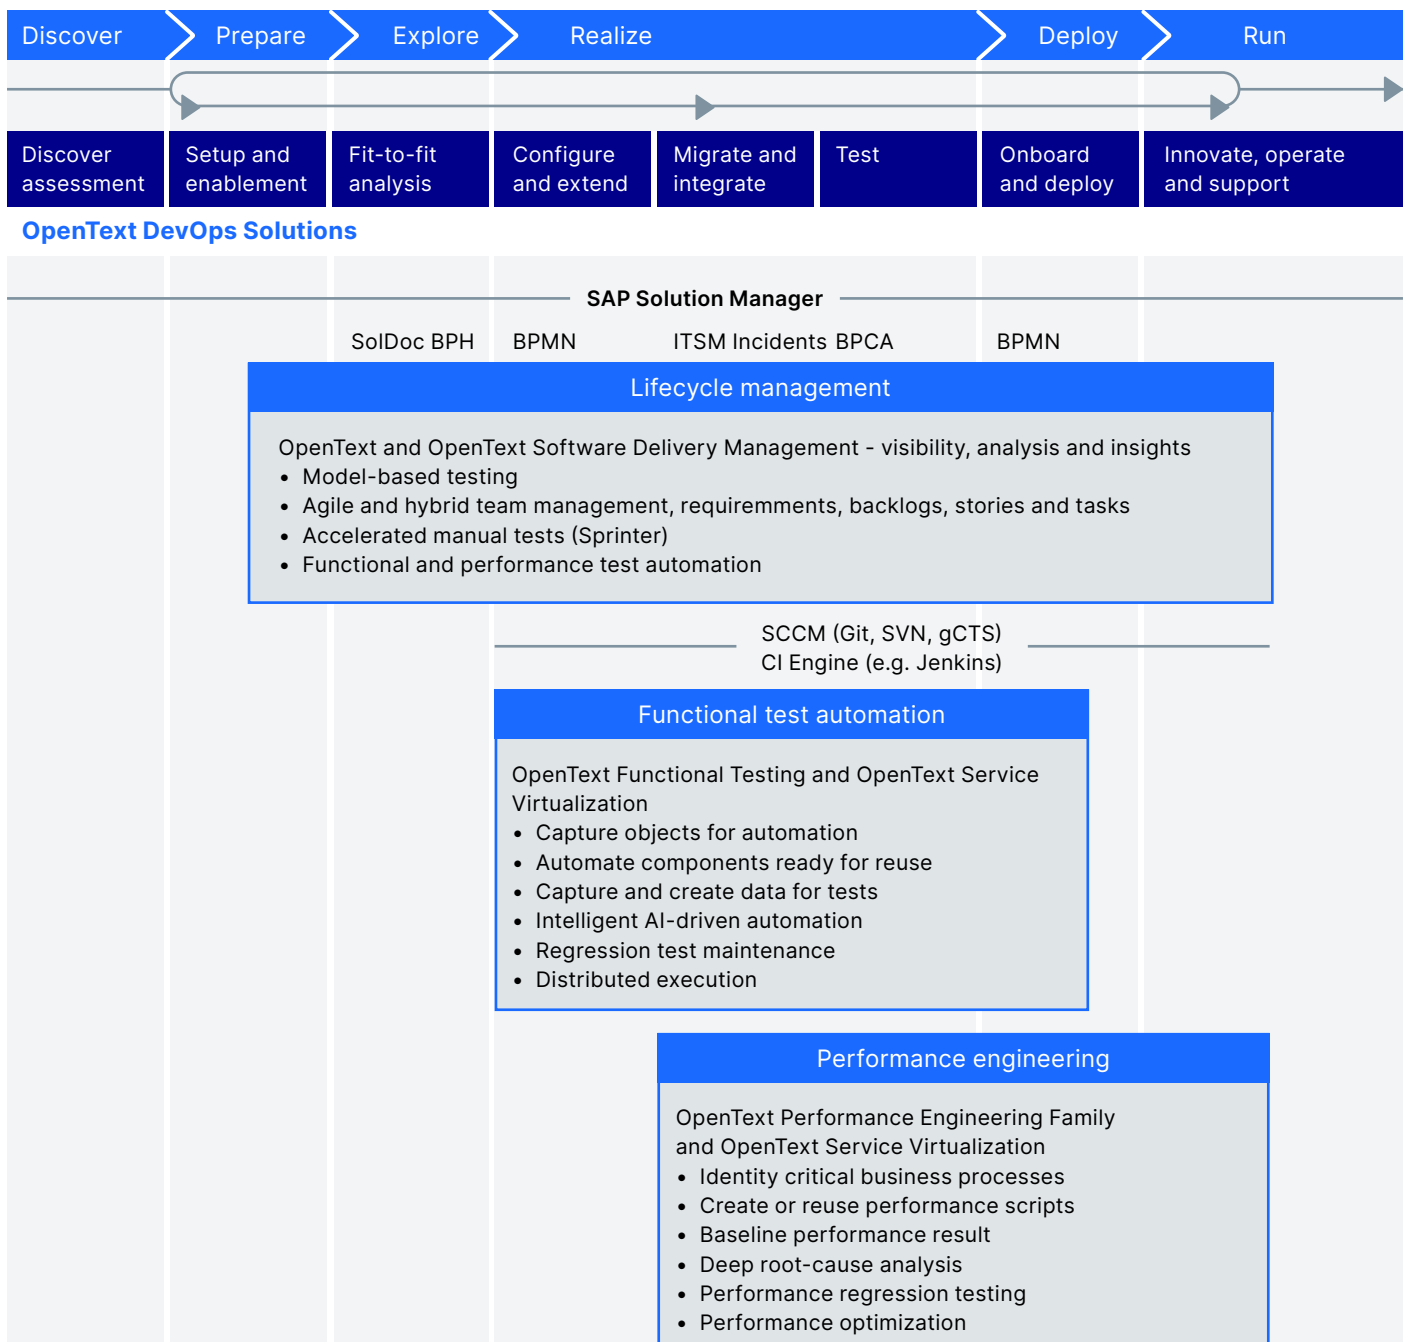 Discover Prepare Explore Realize Deploy Run
Discover assessment
Setup and enablement
Fit-to-fit analysis
Configure and extend
Migrate and integrate
Test
Onboard and deploy
Innovate, operate and support
OpenText DevOps Solutions
SAP Solution Manager
SolDoc BPH BPMN ITSM Incidents BPCA BPMN
Lifecycle management
OpenText and OpenText Software Delivery Management - visibility, analysis and insights
• Model-based testing
• Agile and hybrid team management, requiremments, backlogs, stories and tasks
• Accelerated manual tests (Sprinter)
• Functional and performance test automation
SCCM (Git, SVN, gCTS)
CI Engine (e.g. Jenkins)
Functional test automation
OpenText Functional Testing and OpenText Service
Virtualization
• Capture objects for automation
• Automate components ready for reuse
• Capture and create data for tests
• Intelligent AI-driven automation
• Regression test maintenance
• Distributed execution
Performance engineering
OpenText Performance Engineering Family
and OpenText Service Virtualization
• Identity critical business processes
• Create or reuse performance scripts
• Baseline performance result
• Deep root-cause analysis
• Performance regression testing
• Performance optimization